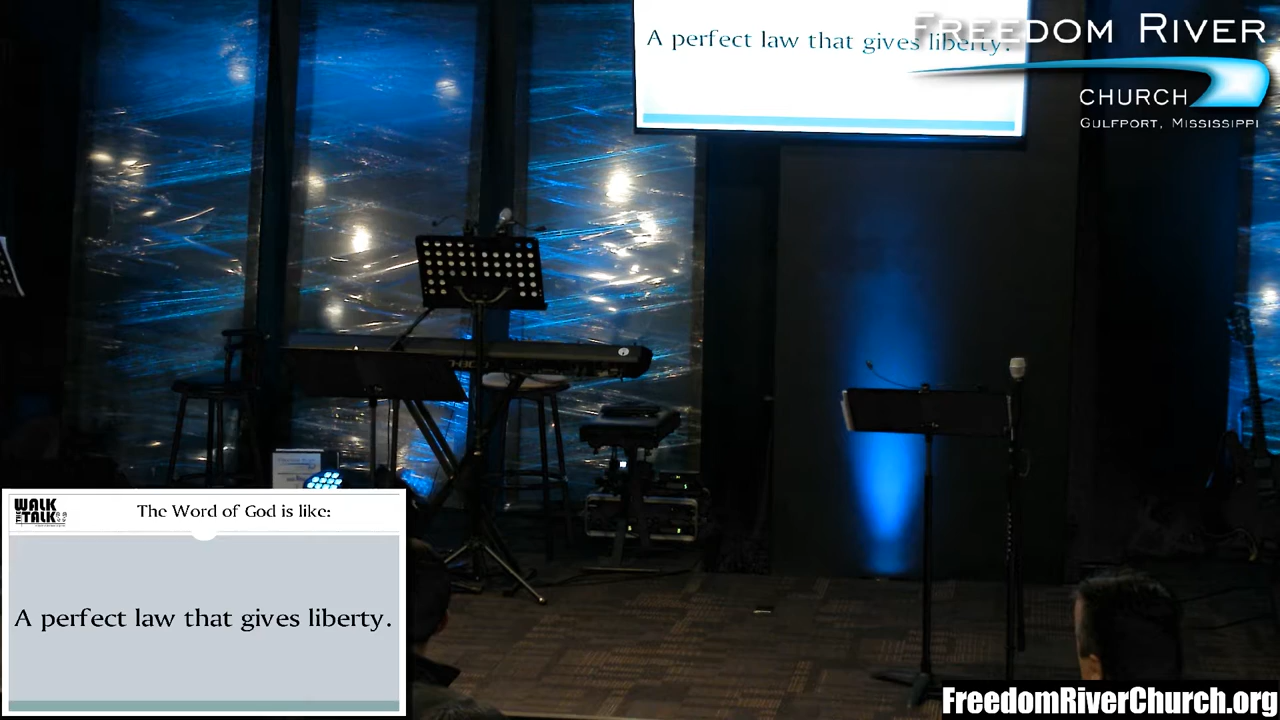 A perfect law that gives liberty.
FREEDOM RIVER
CHURCH
GULFPORT, MISSISSIPPI
WALK
THE TALK
The Word of God is like:
A perfect law that gives liberty.
FreedomRiverChurch.org